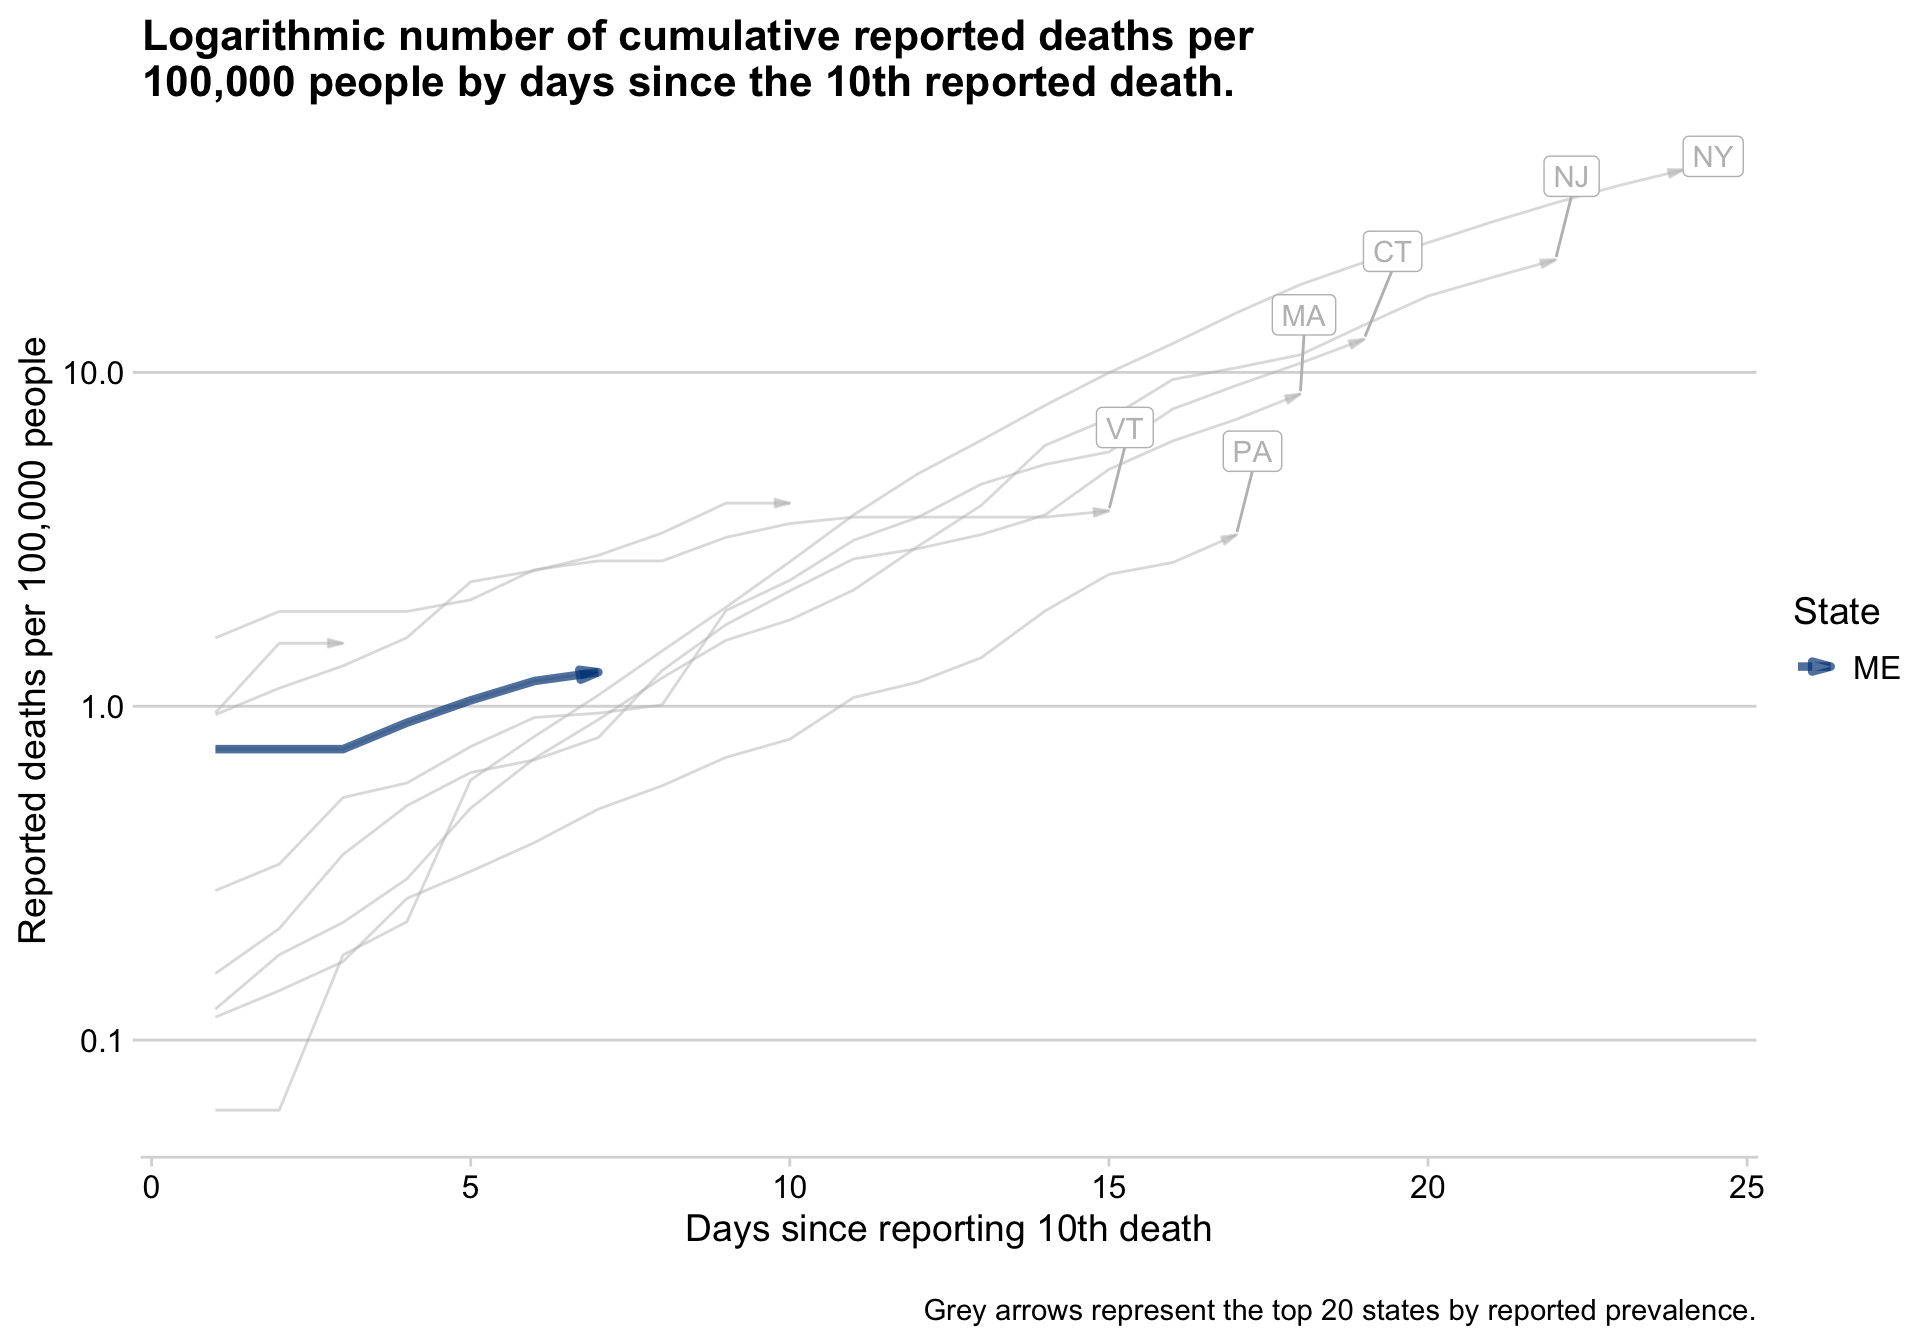 Logarithmic number of cumulative reported deaths per
100,000 people by days since the 10th reported death.
NY
NJ
CT
MA
VT
PA
Reported deaths per 100,000 people
10.0
1.0
0.1
State
ME
0 5 10 15 20 25
Days since reporting 10th death
Grey arrows represent the top 20 states by reported prevalence.